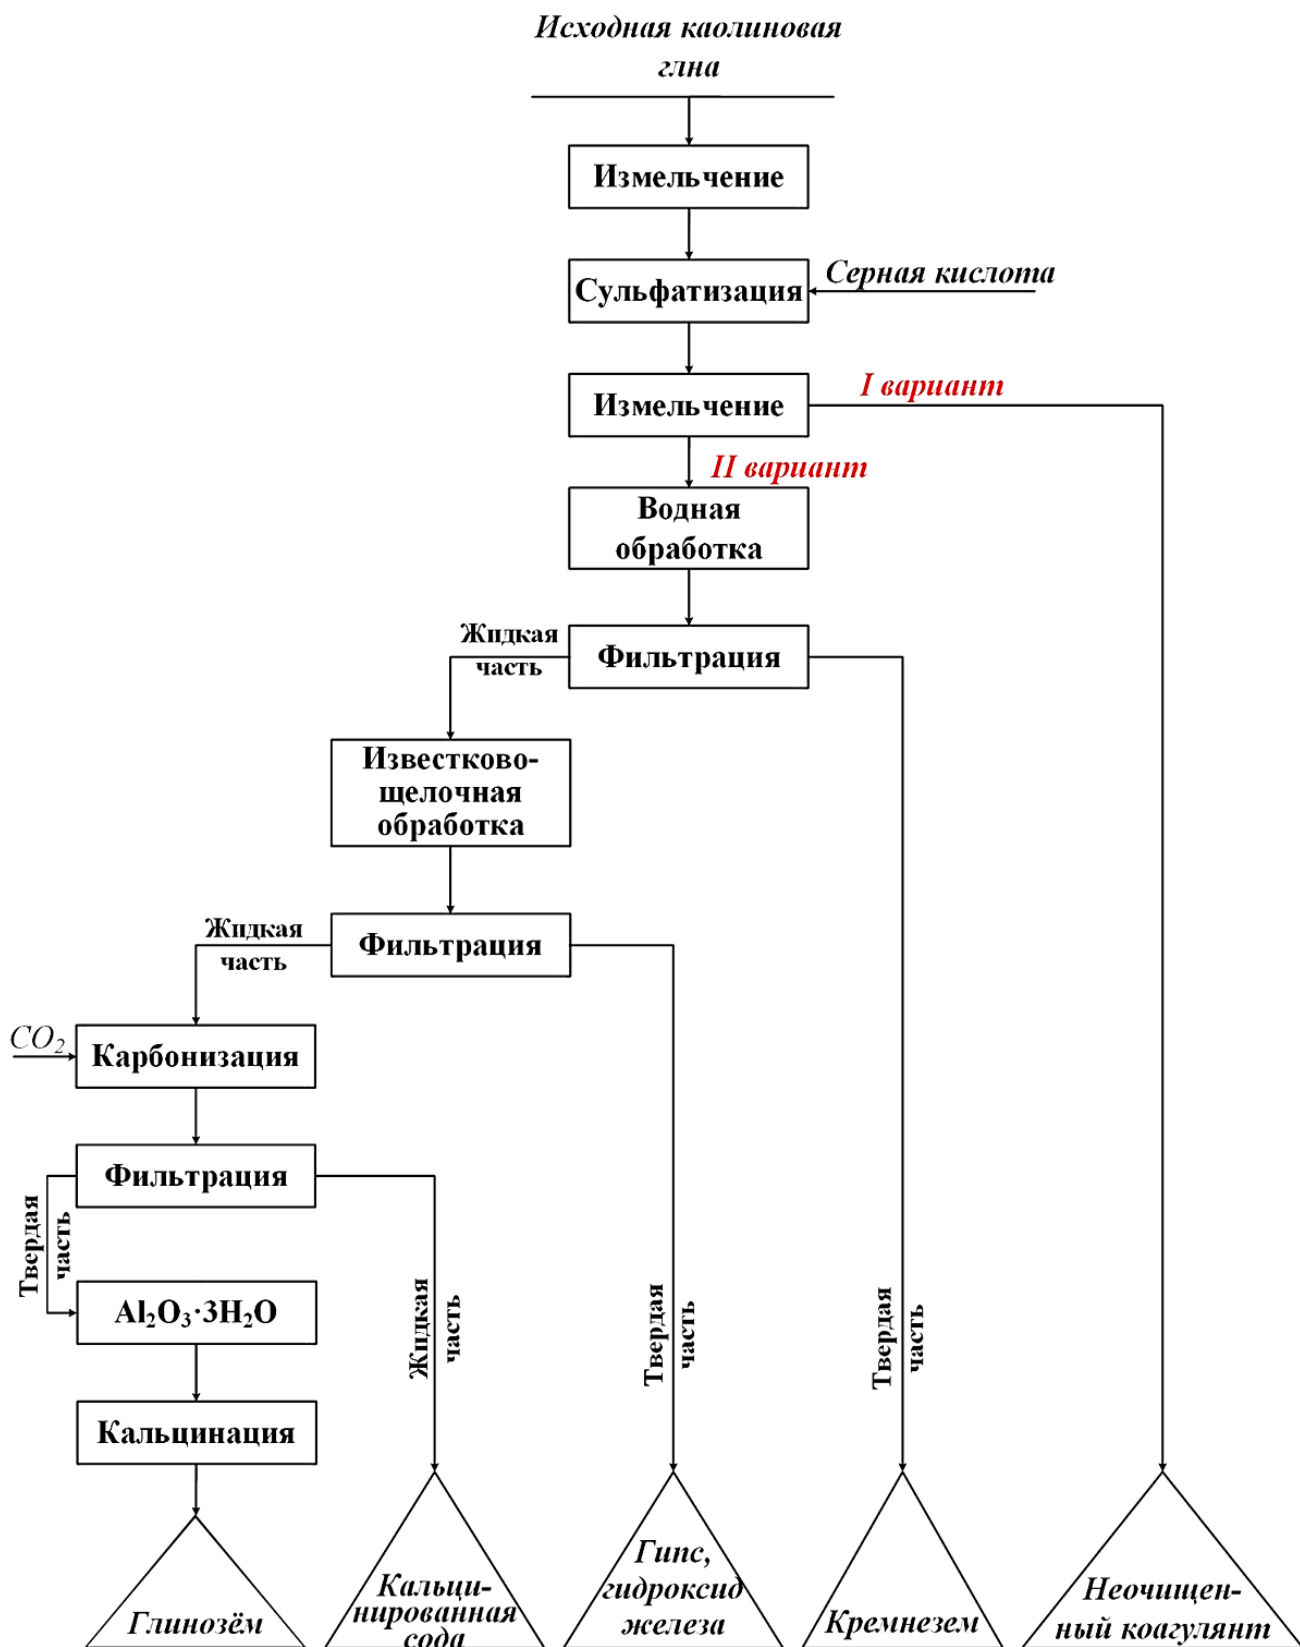 Исходная каолиновая
глна
Измельчение
Сульфатизация
Серная кислота
Измельчение
I вариант
II вариант
Водная
обработка
Жидкая
часть
Фильтрация
Известково-
щелочная
обработка
Жидкая
часть
Фильтрация
CO₂
Карбонизация
Фильтрация
Твердая
часть
Al₂O₃·3H₂O
Жидкая
часть
Твердая
часть
Твердая
часть
Кальцинация
Глинозём
Кальци-
нированная
сода
Гипс,
гидроксид
железа
Кремнезем
Неочищен-
ный коагулянт